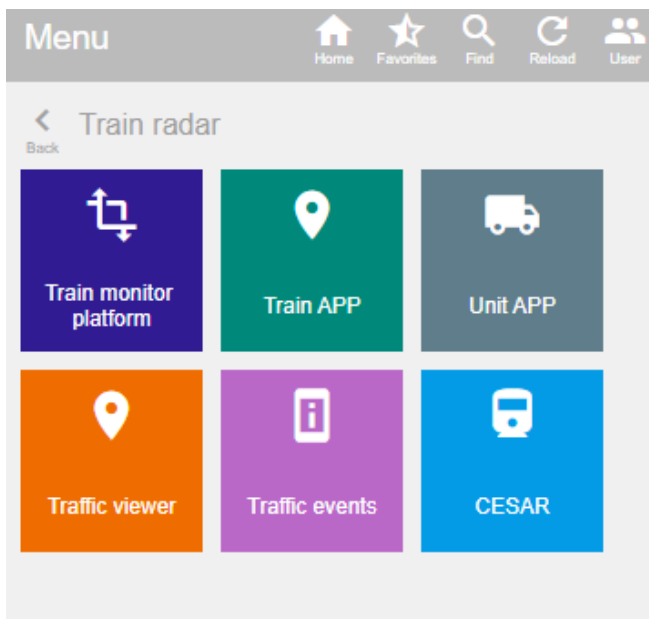 Menu
Home Favorites Find Reload User
Back
Train radar
Train monitor
platform
Train APP
Unit APP
Traffic viewer
Traffic events
CESAR